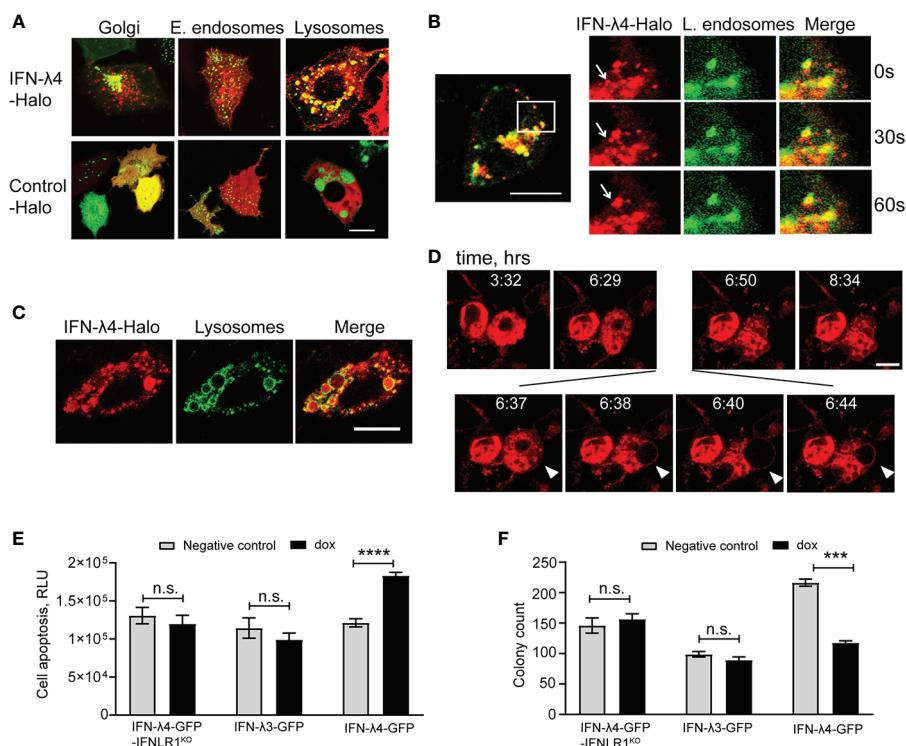 A
Golgi E. endosomes Lysosomes
IFN-λ4
-Halo
Control
-Halo
B
IFN-λ4-Halo L. endosomes Merge
0s
30s
60s
C
IFN-λ4-Halo Lysosomes Merge
D
time, hrs
3:32 6:29 6:50 8:34
6:37 6:38 6:40 6:44
E
Negative control dox
Cell apoptosis, RLU
2×10⁵
1×10⁵
1×10⁵
5×10⁴
0
n.s.
n.s.
****
IFN-λ4-GFP
-IFNLR1ᴷᴼ
IFN-λ3-GFP
IFN-λ4-GFP
F
Negative control dox
Colony count
250
200
150
100
50
0
n.s.
n.s.
***
IFN-λ4-GFP
-IFNLR1ᴷᴼ
IFN-λ3-GFP
IFN-λ4-GFP